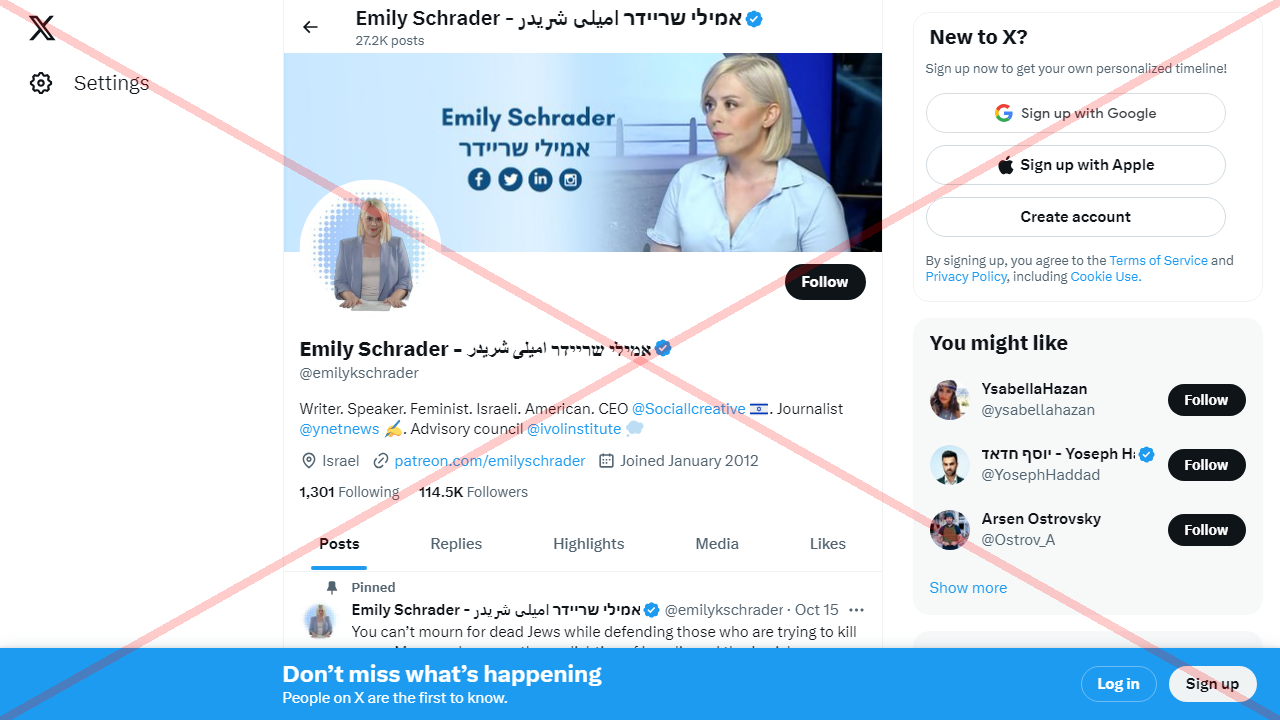 Settings
Emily Schrader - אמילי שריידר امیلی شریدر
27.2K posts
Emily Schrader
אמילי שריידר
Follow
Emily Schrader - אמילי שריידר امیلی شریدر
@emilykschrader
Writer. Speaker. Feminist. Israeli. American. CEO @Sociallcreative 🇮🇱. Journalist
@ynetnews ✍️. Advisory council @ivolinstitute 💭
Israel patreon.com/emilyschrader Joined January 2012
1,301 Following 114.5K Followers
Posts Replies Highlights Media Likes
Pinned
Emily Schrader - אמילי שריידר امیلی شریدر @emilykschrader · Oct 15
You can’t mourn for dead Jews while defending those who are trying to kill
New to X?
Sign up now to get your own personalized timeline!
Sign up with Google
Sign up with Apple
Create account
By signing up, you agree to the Terms of Service and
Privacy Policy, including Cookie Use.
You might like
YsabellaHazan
@ysabellahazan
Follow
יוסף חדאד - Yoseph Ha
@YosephHaddad
Follow
Arsen Ostrovsky
@Ostrov_A
Follow
Show more
Don’t miss what’s happening
People on X are the first to know.
Log in
Sign up